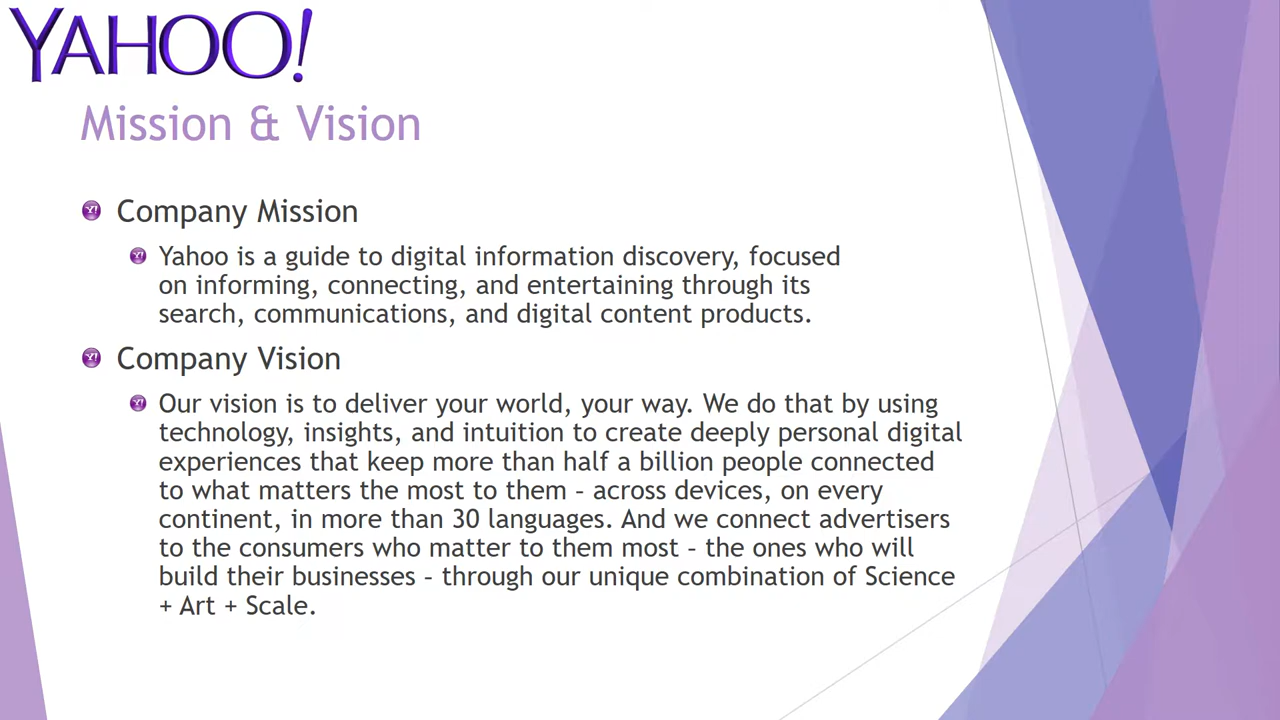 YAHOO!
Mission & Vision
Company Mission
Yahoo is a guide to digital information discovery, focused
on informing, connecting, and entertaining through its
search, communications, and digital content products.
Company Vision
Our vision is to deliver your world, your way. We do that by using
technology, insights, and intuition to create deeply personal digital
experiences that keep more than half a billion people connected
to what matters the most to them – across devices, on every
continent, in more than 30 languages. And we connect advertisers
to the consumers who matter to them most – the ones who will
build their businesses – through our unique combination of Science
+ Art + Scale.